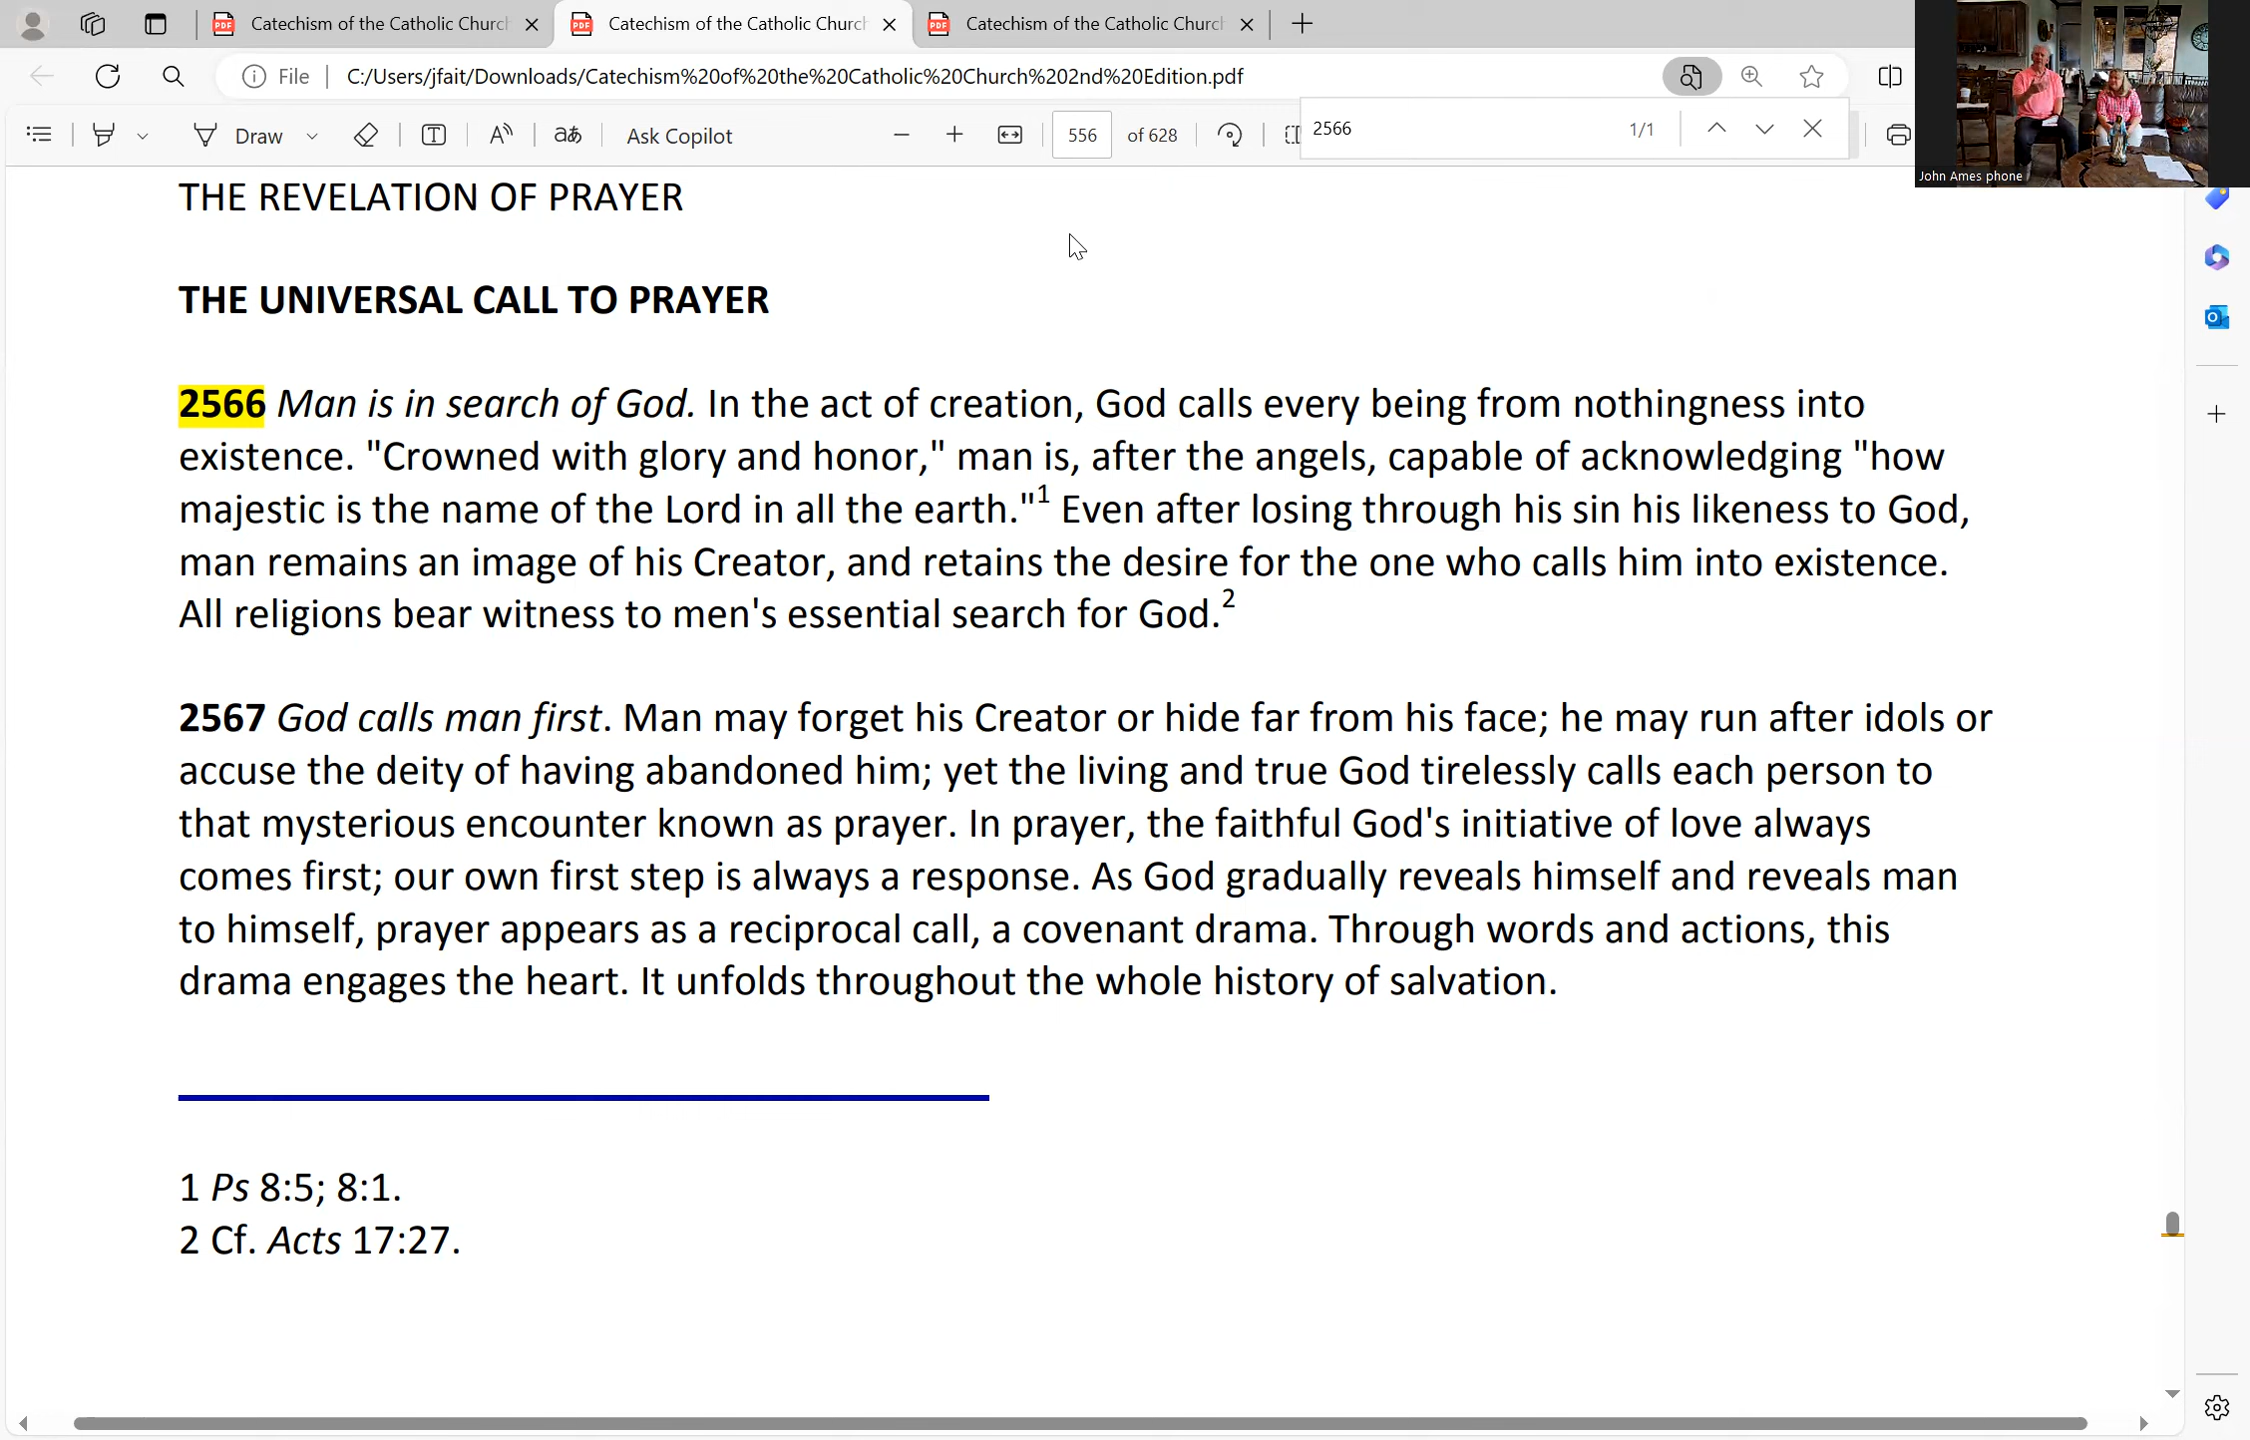 Catechism of the Catholic Churc
Catechism of the Catholic Churc
Catechism of the Catholic Churc
File
C:/Users/jfait/Downloads/Catechism%20of%20the%20Catholic%20Church%202nd%20Edition.pdf
Draw
Ask Copilot
556 of 628
2566
1/1
John Ames phone
THE REVELATION OF PRAYER
THE UNIVERSAL CALL TO PRAYER
2566 Man is in search of God. In the act of creation, God calls every being from nothingness into
existence. "Crowned with glory and honor," man is, after the angels, capable of acknowledging "how
majestic is the name of the Lord in all the earth."1 Even after losing through his sin his likeness to God,
man remains an image of his Creator, and retains the desire for the one who calls him into existence.
All religions bear witness to men's essential search for God.2
2567 God calls man first. Man may forget his Creator or hide far from his face; he may run after idols or
accuse the deity of having abandoned him; yet the living and true God tirelessly calls each person to
that mysterious encounter known as prayer. In prayer, the faithful God's initiative of love always
comes first; our own first step is always a response. As God gradually reveals himself and reveals man
to himself, prayer appears as a reciprocal call, a covenant drama. Through words and actions, this
drama engages the heart. It unfolds throughout the whole history of salvation.
1 Ps 8:5; 8:1.
2 Cf. Acts 17:27.